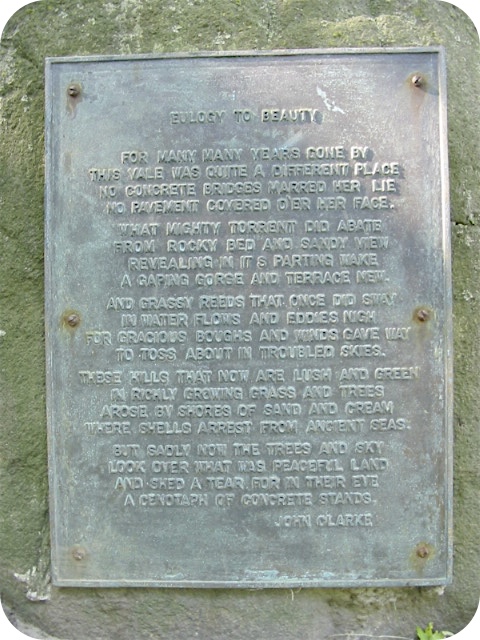 EULOGY TO BEAUTY
FOR MANY MANY YEARS GONE BY
THIS VALE WAS QUITE A DIFFERENT PLACE
NO CONCRETE BRIDGES MARRED HER LIE
NO PAVEMENT COVERED O'ER HER FACE.
WHAT MIGHTY TORRENT DID ABATE
FROM ROCKY BED AND SANDY VIEW
REVEALING IN IT'S PARTING WAKE
A GAPING GORGE AND TERRACE NEW.
AND GRASSY REEDS THAT ONCE DID SWAY
IN WATER FLOWS AND EDDIES NIGH
FOR GRACIOUS BOUGHS AND WINDS GAVE WAY
TO TOSS ABOUT IN TROUBLED SKIES.
THESE HILLS THAT NOW ARE LUSH AND GREEN
IN RICHLY GROWING GRASS AND TREES
AROSE BY SHORES OF SAND AND CREAM
WHERE SHELLS ARREST FROM ANCIENT SEAS.
BUT SADLY NOW THE TREES AND SKY
LOOK OVER WHAT WAS PEACEFUL LAND
AND SHED A TEAR FOR IN THEIR EYE
A CENOTAPH OF CONCRETE STANDS.
JOHN CLARKE